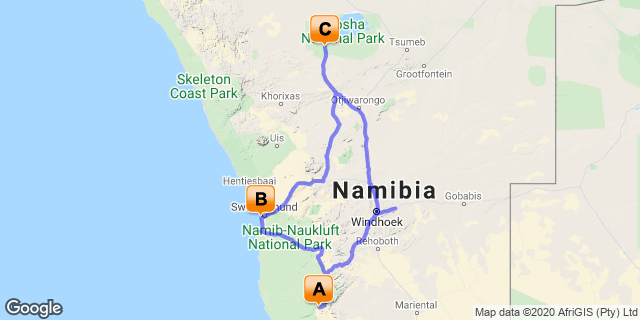 C
osha
National Park
Tsumeb
Grootfontein
Skeleton
Coast Park
Khorixas
Otjiwarongo
Uis
Hentiesbaai
B
Swakopmund
Namibia
Gobabis
Windhoek
Namib-Naukluft
National Park
Rehoboth
A
Mariental
Google
Map data ©2020 AfriGIS (Pty) Ltd